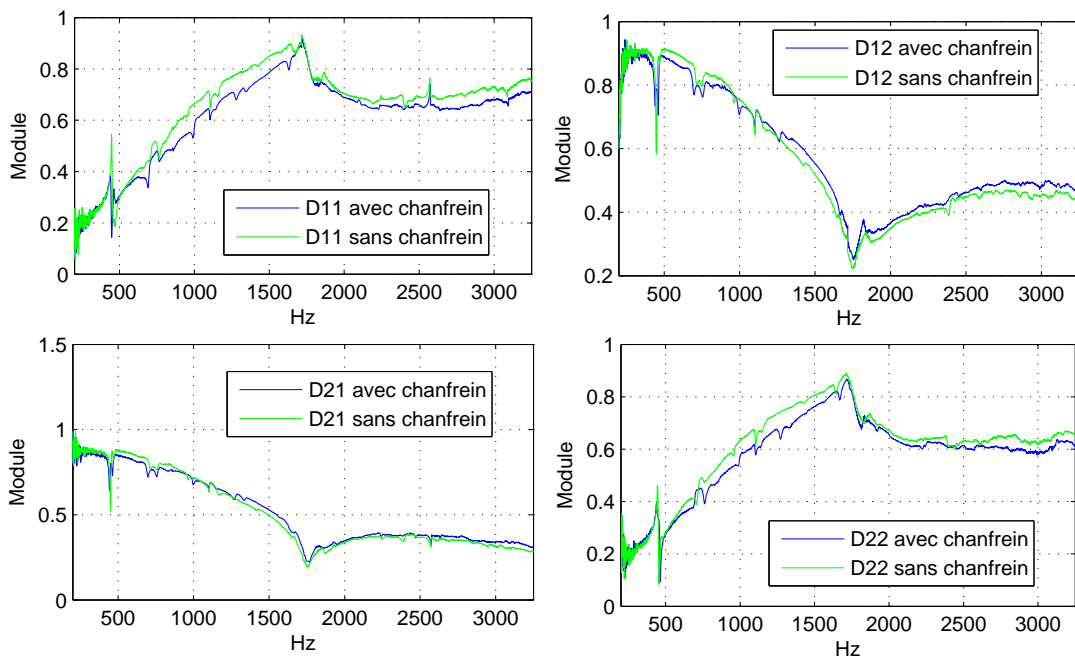 1
0.8
0.6
0.4
0.2
0
Module
500 1000 1500 2000 2500 3000
Hz
D11 avec chanfrein
D11 sans chanfrein
1
0.8
0.6
0.4
0.2
Module
500 1000 1500 2000 2500 3000
Hz
D12 avec chanfrein
D12 sans chanfrein
1.5
1
0.5
0
Module
500 1000 1500 2000 2500 3000
Hz
D21 avec chanfrein
D21 sans chanfrein
1
0.8
0.6
0.4
0.2
0
Module
500 1000 1500 2000 2500 3000
Hz
D22 avec chanfrein
D22 sans chanfrein